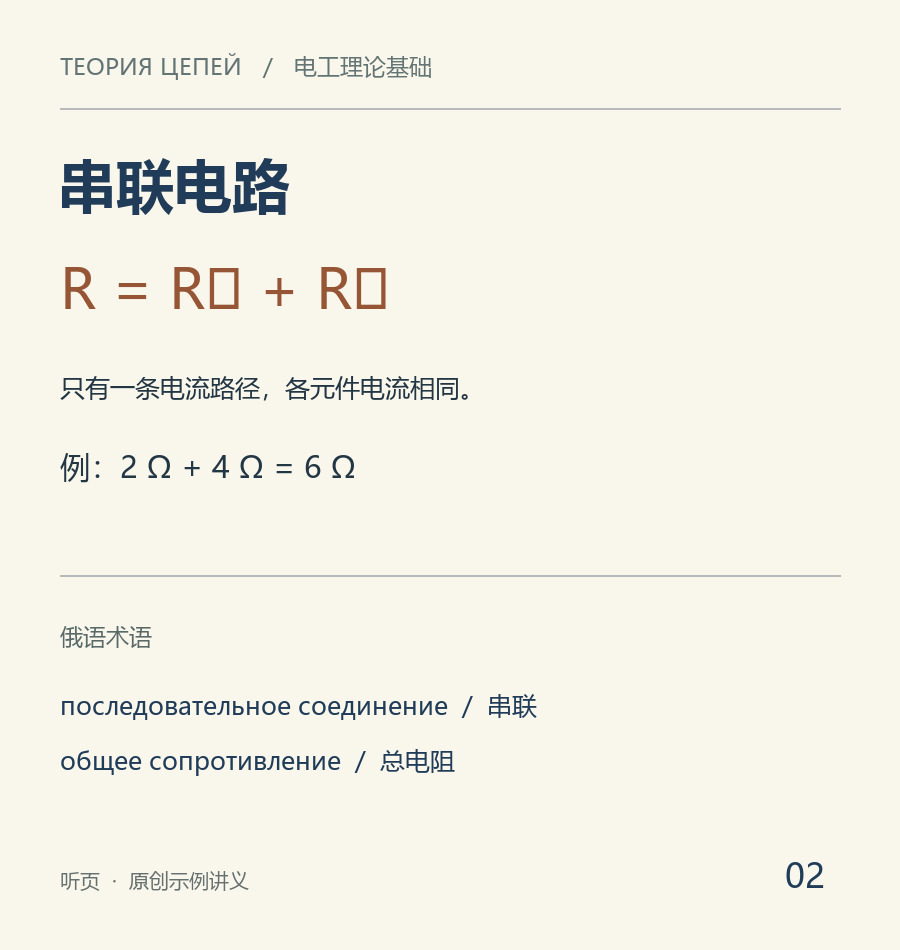 ТЕОРИЯ ЦЕПЕЙ / 电工理论基础
串联电路
R = R▯ + R▯
只有一条电流路径，各元件电流相同。
例：2 Ω + 4 Ω = 6 Ω
俄语术语
последовательное соединение / 串联
общее сопротивление / 总电阻
听页 · 原创示例讲义
02